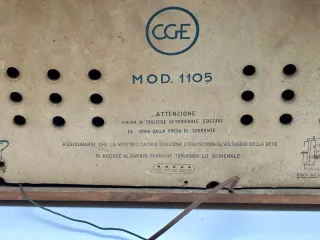 CGE
MOD. 1105
ATTENZIONE
PRIMA DI TOGLIERE LO SCHIENALE STACCARE
LA SPINA DALLA PRESA DI CORRENTE
ASSICURARSI CHE LA VITE NEL CAMBIO TENSIONE CORRISPONDA AL VOLTAGGIO DELLA RETE
SI ACCEDE AL CAMBIO TENSIONE TOGLIENDO LO SCHIENALE